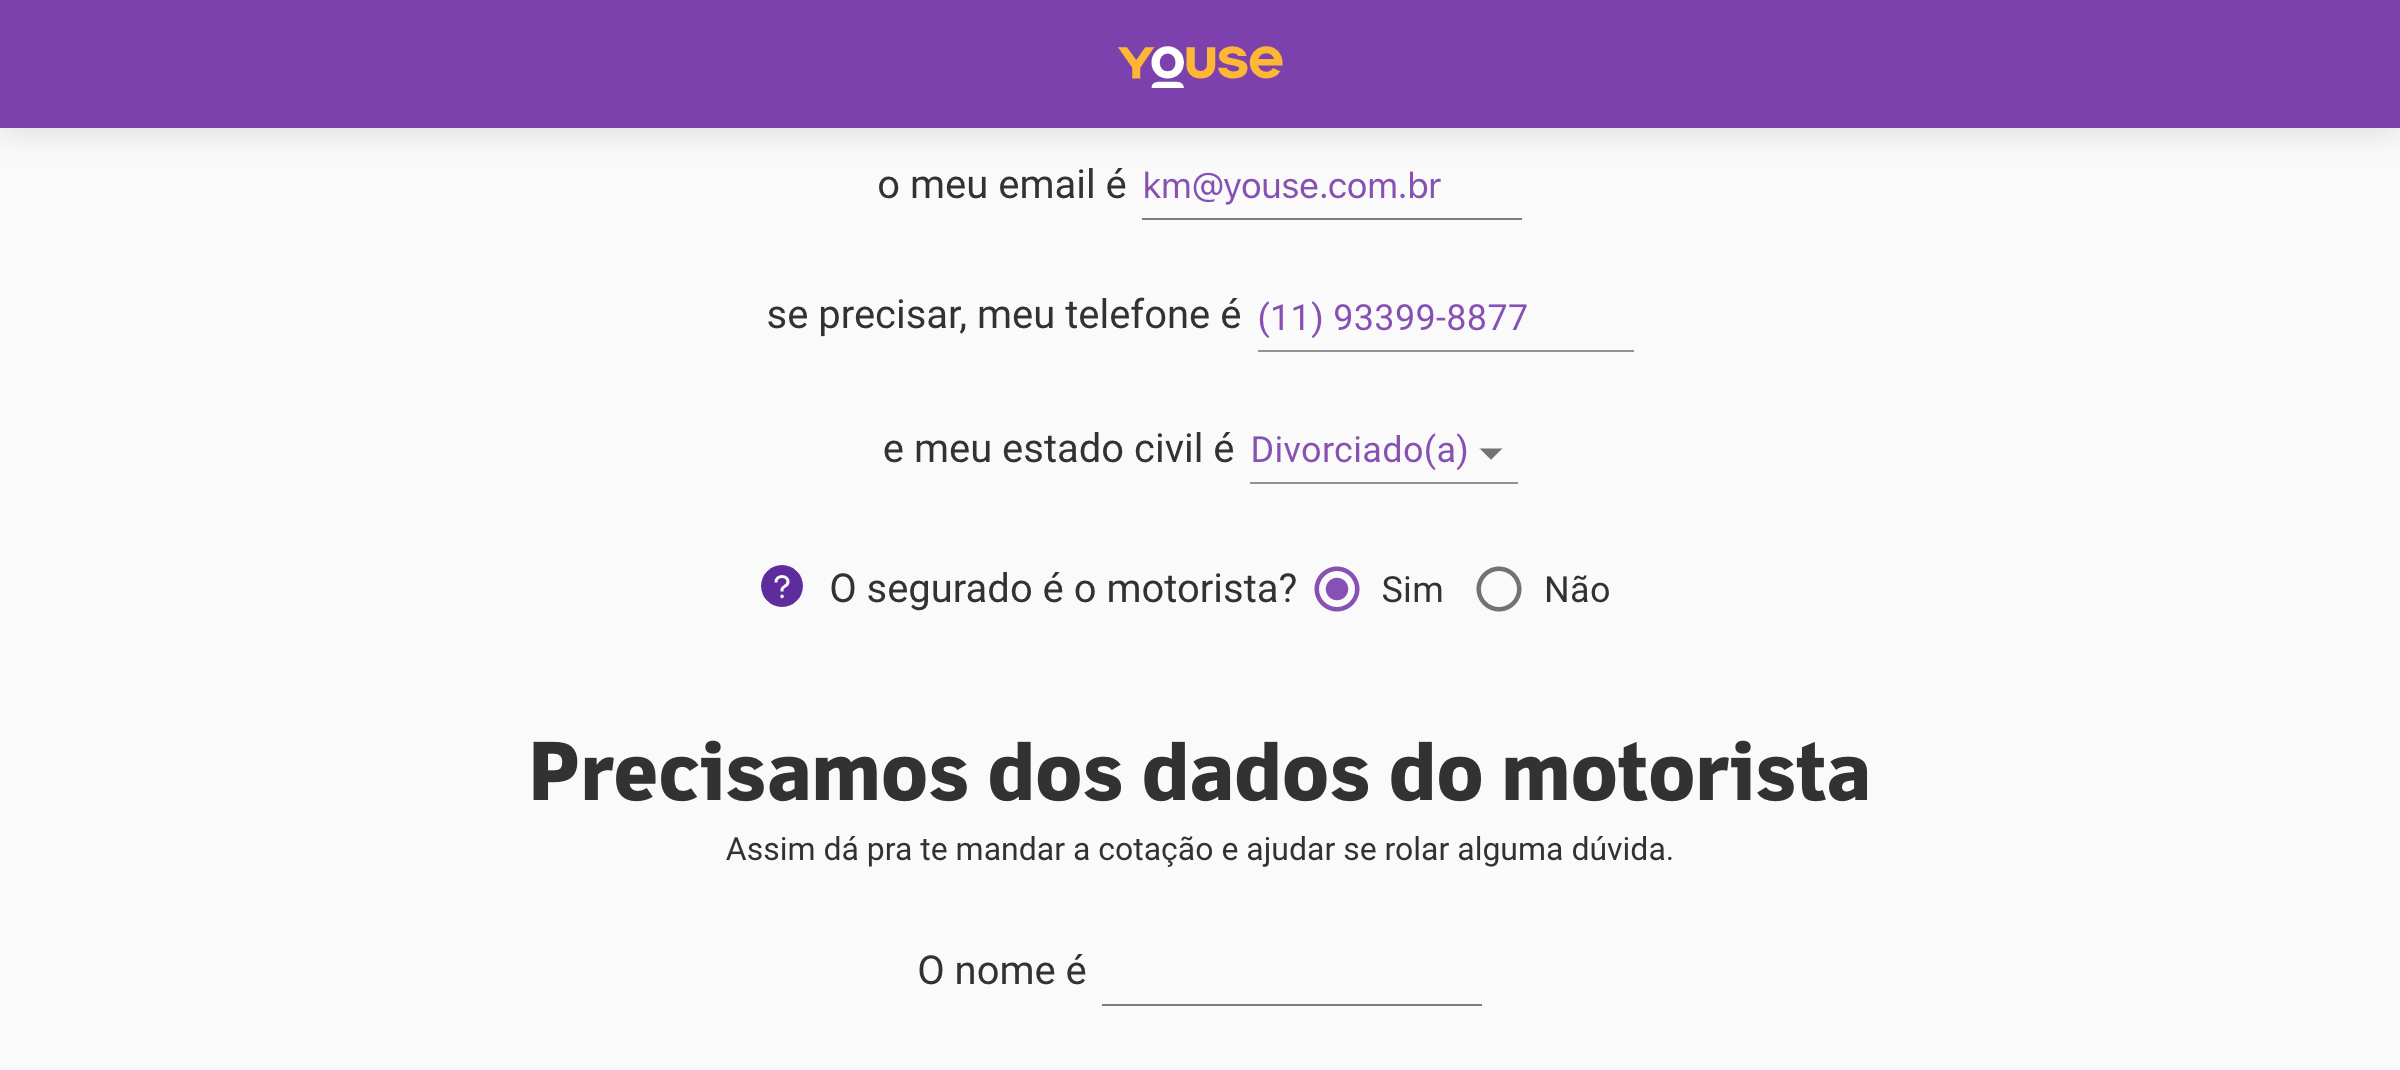 youse
o meu email é km@youse.com.br
se precisar, meu telefone é (11) 93399-8877
e meu estado civil é Divorciado(a)
? O segurado é o motorista? Sim Não
Precisamos dos dados do motorista
Assim dá pra te mandar a cotação e ajudar se rolar alguma dúvida.
O nome é